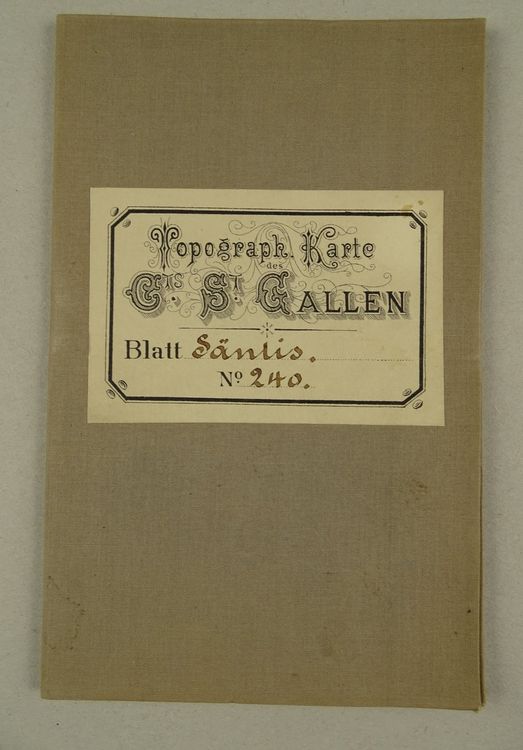 Topograph. Karte
des
Cts. St. GALLEN
Blatt Säntis.
No 240.